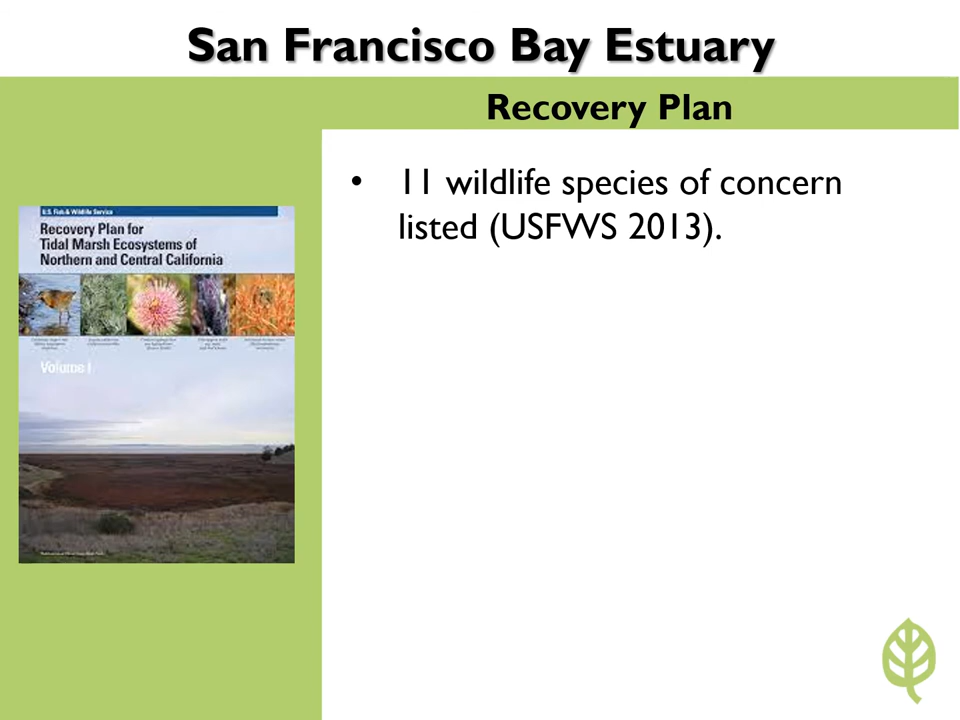 San Francisco Bay Estuary
Recovery Plan
• 11 wildlife species of concern
listed (USFWS 2013).
U.S. Fish & Wildlife Service
Recovery Plan for
Tidal Marsh Ecosystems of
Northern and Central California
Volume I